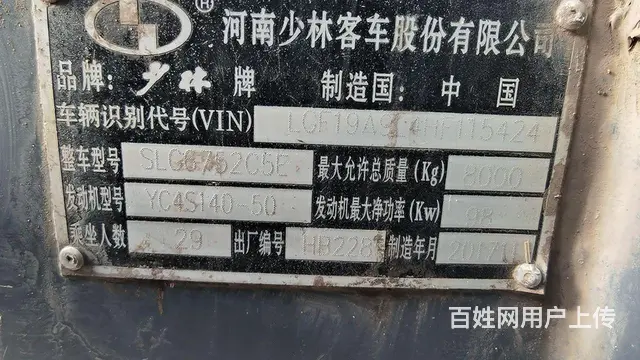 河南少林客车股份有限公司
品牌：少林牌 制造国：中国
车辆识别代号(VIN)
整车型号 SLG6752C5E 最大允许总质量(Kg) 8000
发动机型号 YC4S140-50 发动机最大净功率(Kw) 98
乘坐人数 29 出厂编号 制造年月
百姓网用户上传